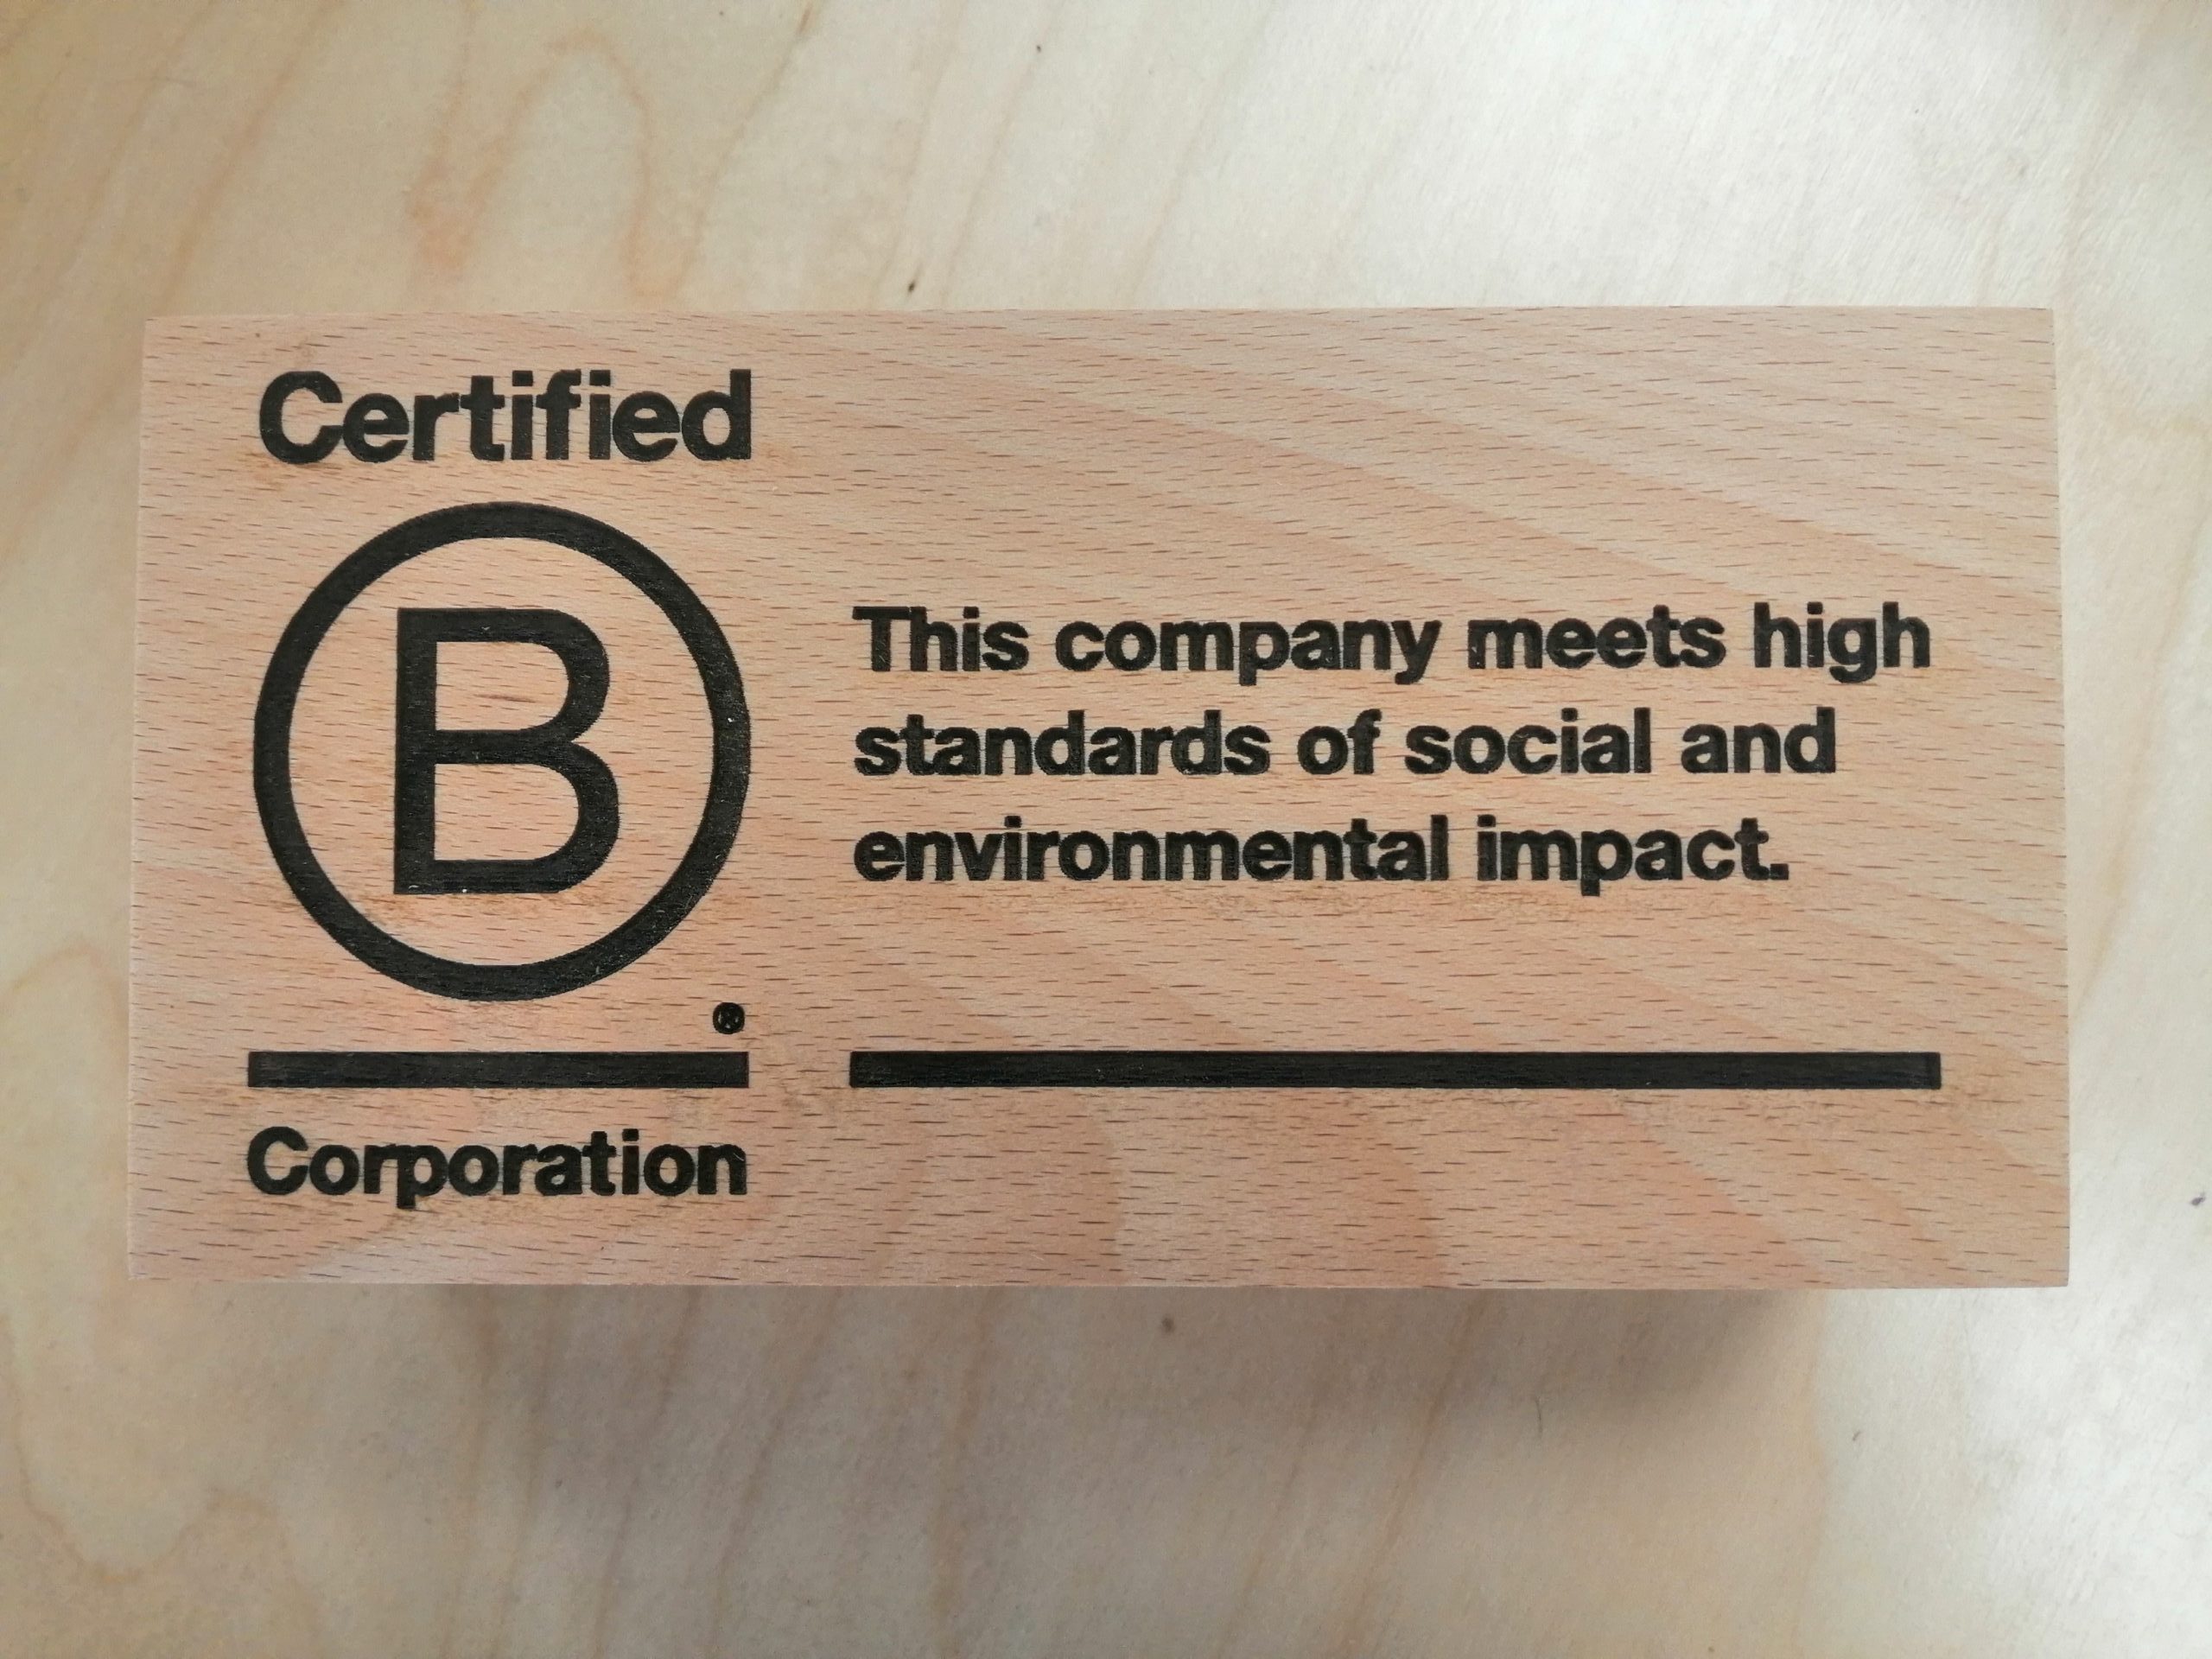 Certified
B
®
Corporation
This company meets high
standards of social and
environmental impact.